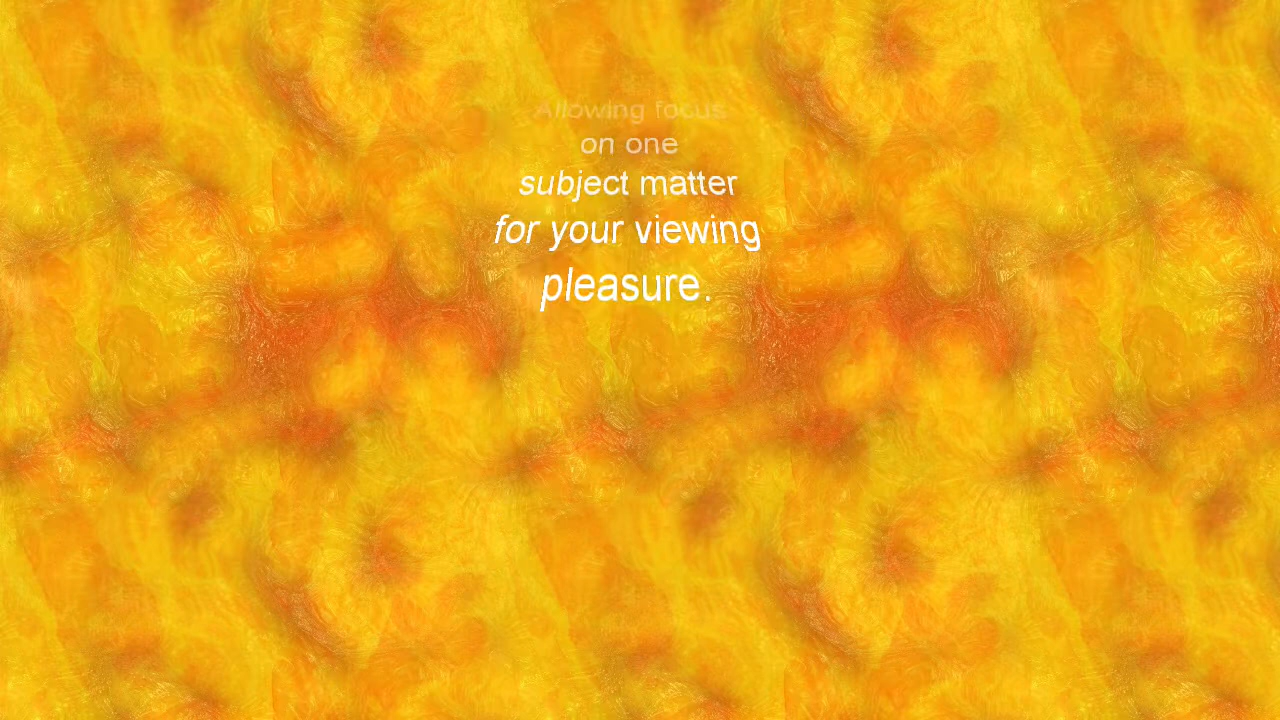 Allowing focus
on one
subject matter
for your viewing
pleasure.